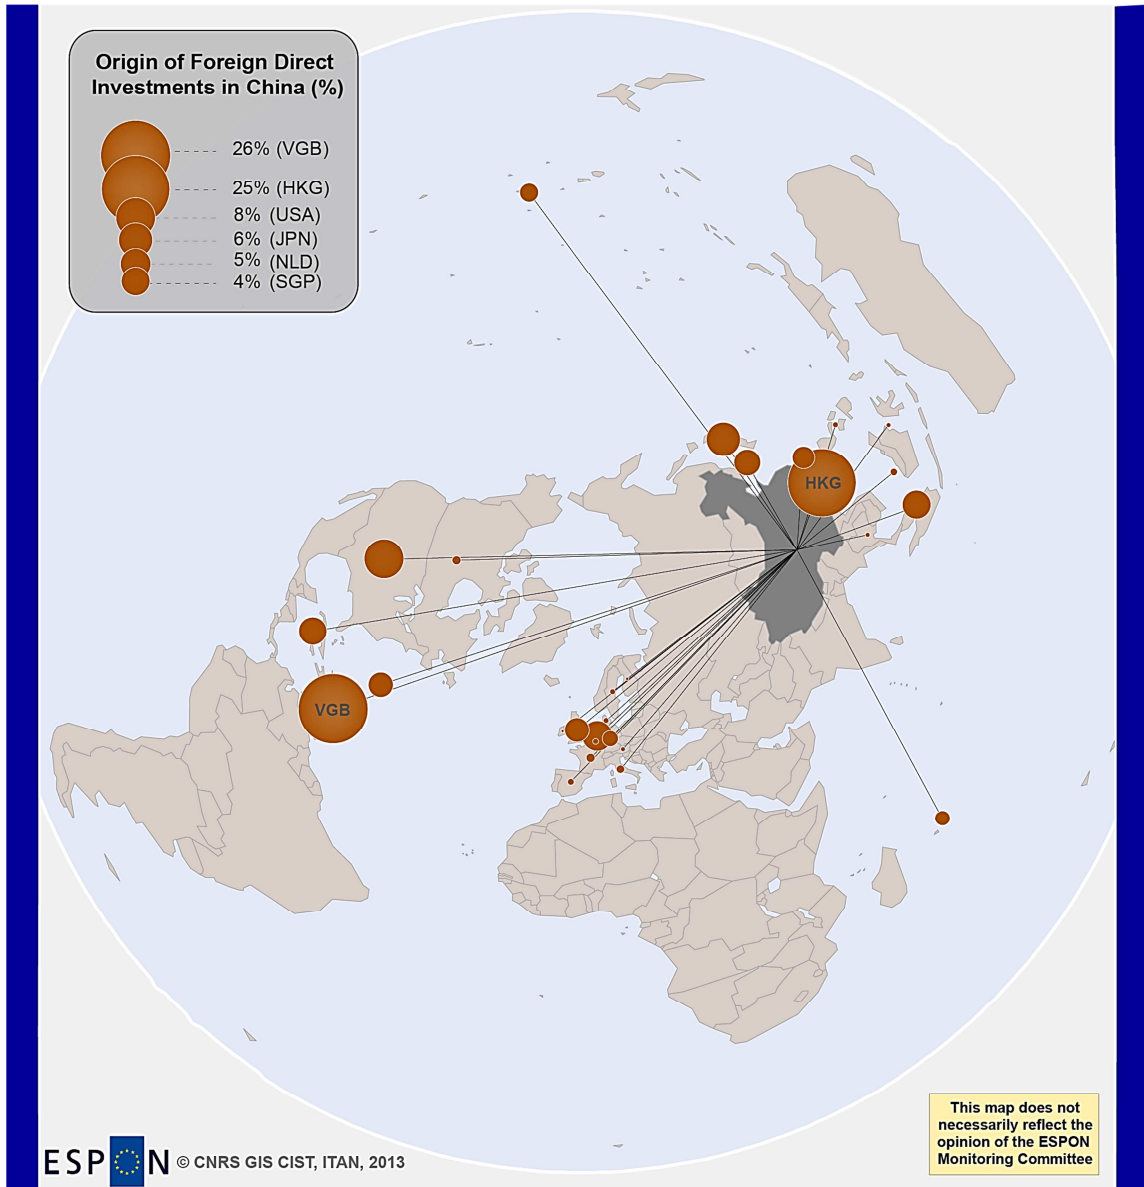 Origin of Foreign Direct
Investments in China (%)
26% (VGB)
25% (HKG)
8% (USA)
6% (JPN)
5% (NLD)
4% (SGP)
HKG
VGB
ESPON © CNRS GIS CIST, ITAN, 2013
This map does not
necessarily reflect the
opinion of the ESPON
Monitoring Committee